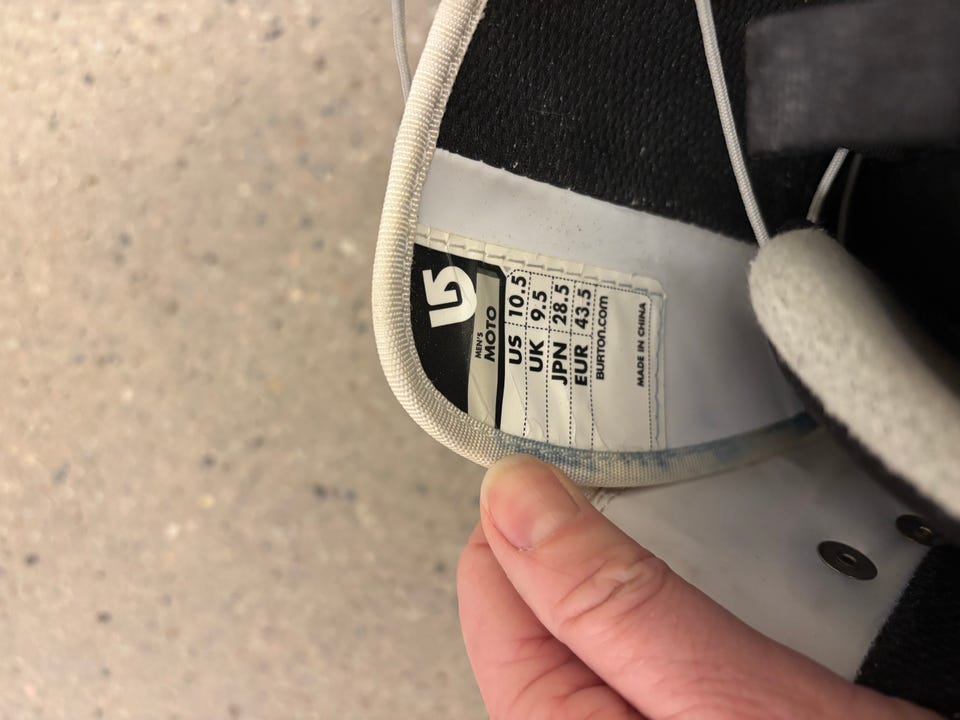 MEN'S
MOTO
US 10.5
UK 9.5
JPN 28.5
EUR 43.5
BURTON.COM
MADE IN CHINA